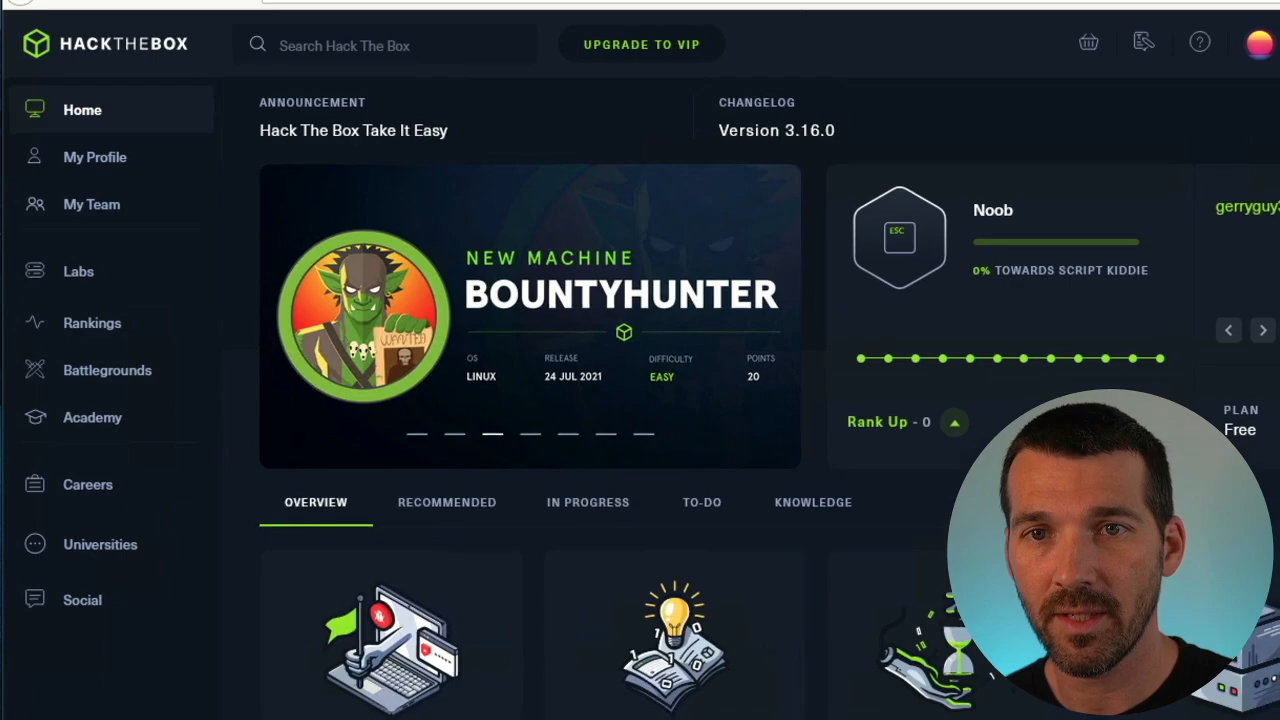 HACKTHEBOX
Search Hack The Box
UPGRADE TO VIP
Home
My Profile
My Team
Labs
Rankings
Battlegrounds
Academy
Careers
Universities
Social
ANNOUNCEMENT
Hack The Box Take It Easy
CHANGELOG
Version 3.16.0
NEW MACHINE
BOUNTYHUNTER
WANTED
OS
RELEASE
DIFFICULTY
POINTS
LINUX
24 JUL 2021
EASY
20
ESC
Noob
0% TOWARDS SCRIPT KIDDIE
gerryguy3
Rank Up - 0
PLAN
Free
OVERVIEW
RECOMMENDED
IN PROGRESS
TO-DO
KNOWLEDGE